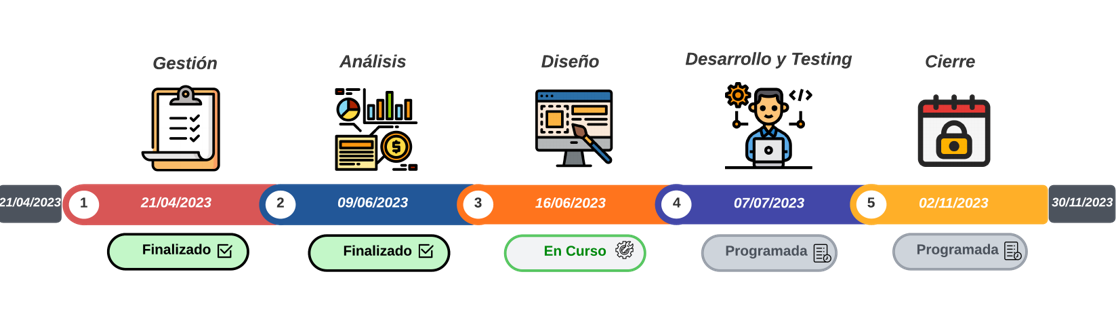 Gestión
Análisis
Diseño
Desarrollo y Testing
Cierre
21/04/2023
1
21/04/2023
2
09/06/2023
3
16/06/2023
4
07/07/2023
5
02/11/2023
30/11/2023
Finalizado
Finalizado
En Curso
Programada
Programada